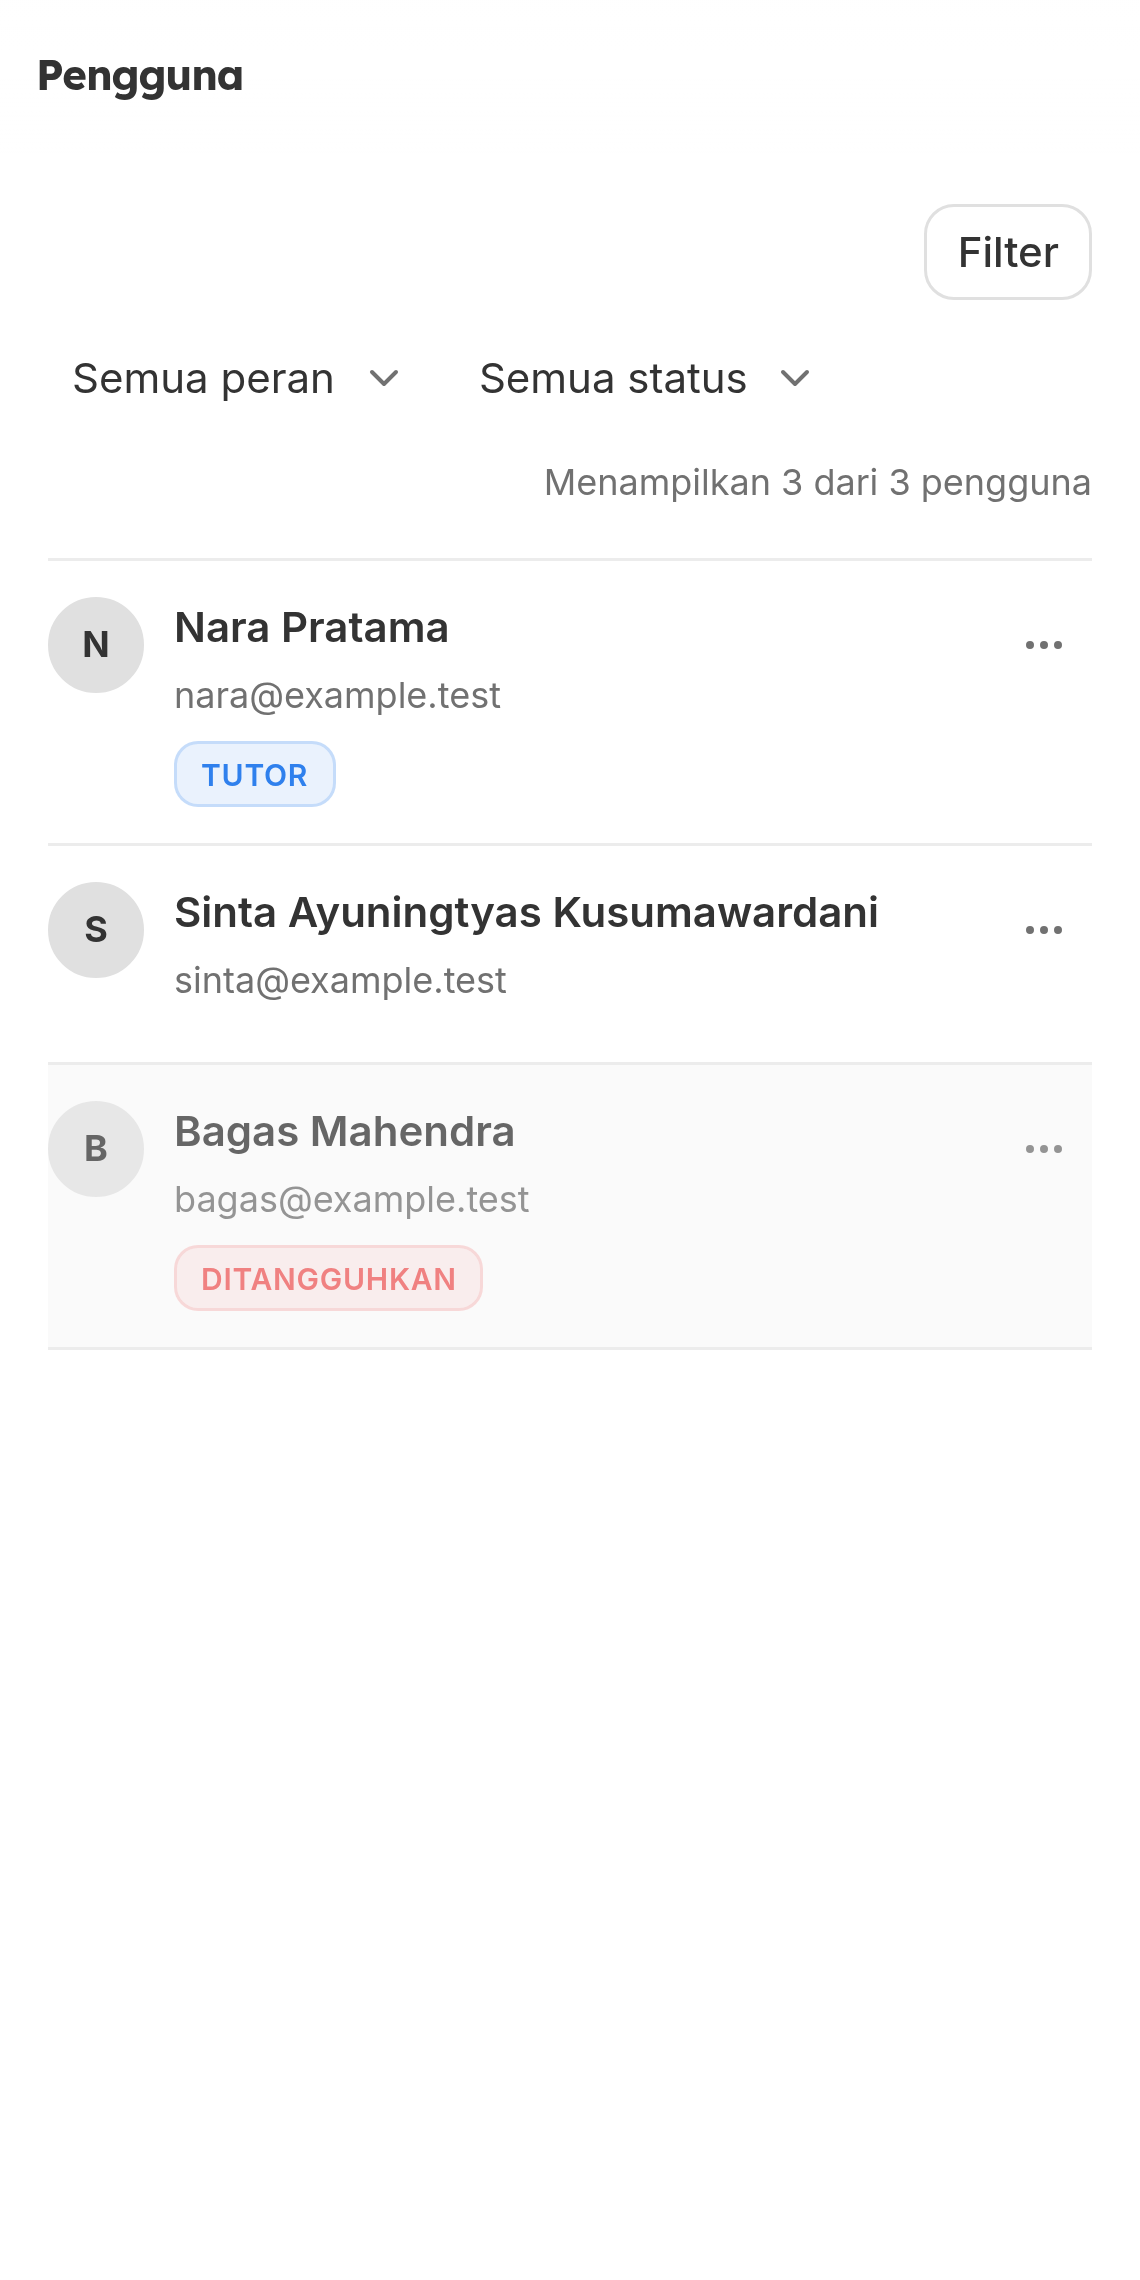 Pengguna
Filter
Semua peran
Semua status
Menampilkan 3 dari 3 pengguna
N
Nara Pratama
nara@example.test
TUTOR
S
Sinta Ayuningtyas Kusumawardani
sinta@example.test
B
Bagas Mahendra
bagas@example.test
DITANGGUHKAN